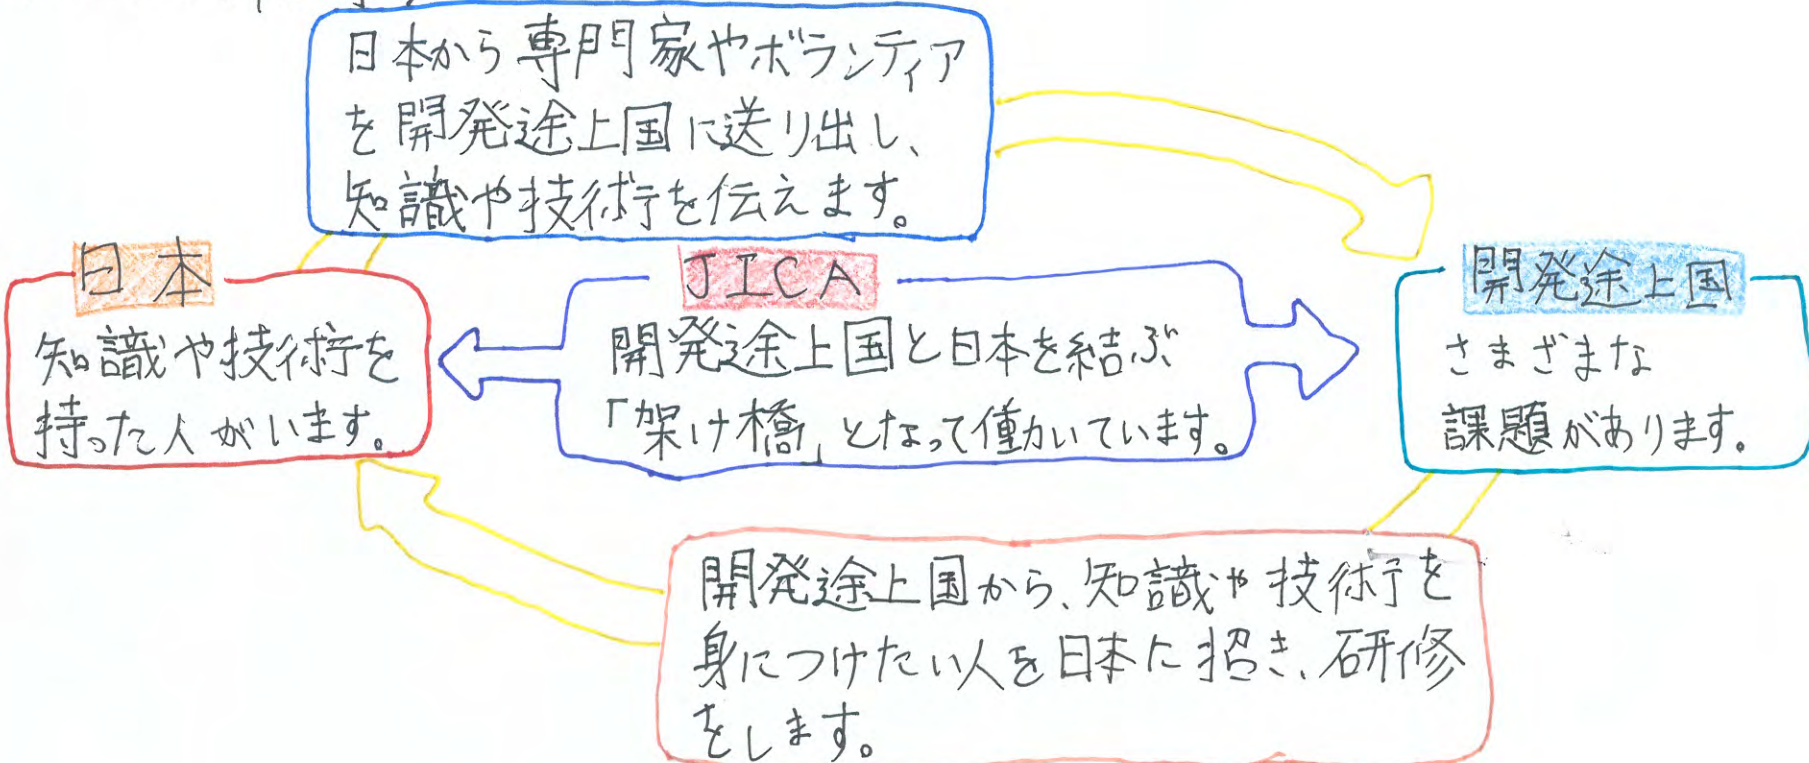 日本から専門家やボランティア
を開発途上国に送り出し、
知識や技術を伝えます。
日本
知識や技術を
持った人がいます。
JICA
開発途上国と日本を結ぶ
「架け橋」となって働いています。
開発途上国
さまざまな
課題があります。
開発途上国から、知識や技術を
身につけたい人を日本に招き、研修
をします。